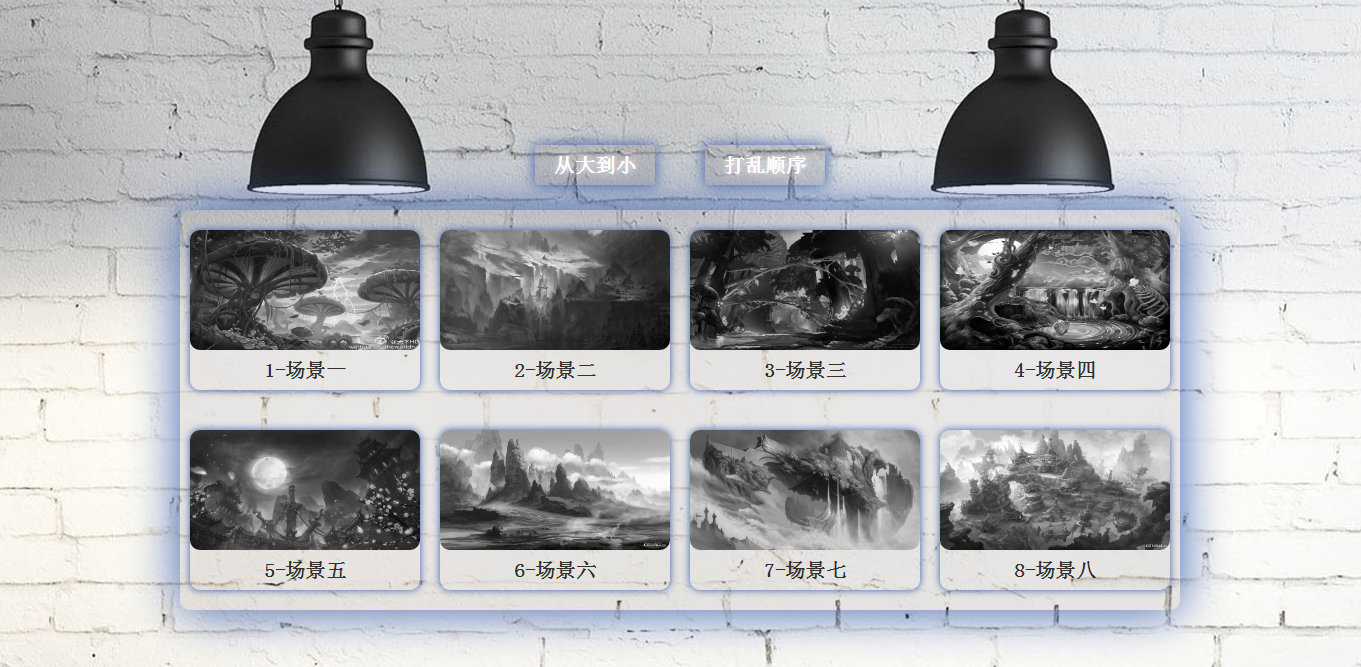 从大到小
打乱顺序
1-场景一
2-场景二
3-场景三
4-场景四
5-场景五
6-场景六
7-场景七
8-场景八